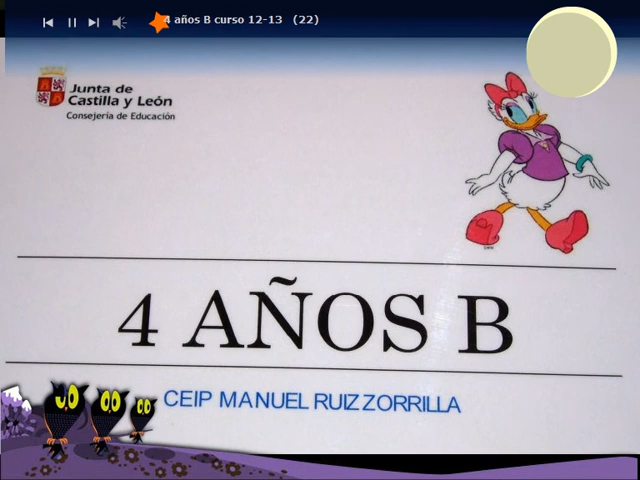 4 años B curso 12-13 (22)
Junta de
Castilla y León
Consejería de Educación
4 AÑOS B
CEIP MANUEL RUIZ ZORRILLA